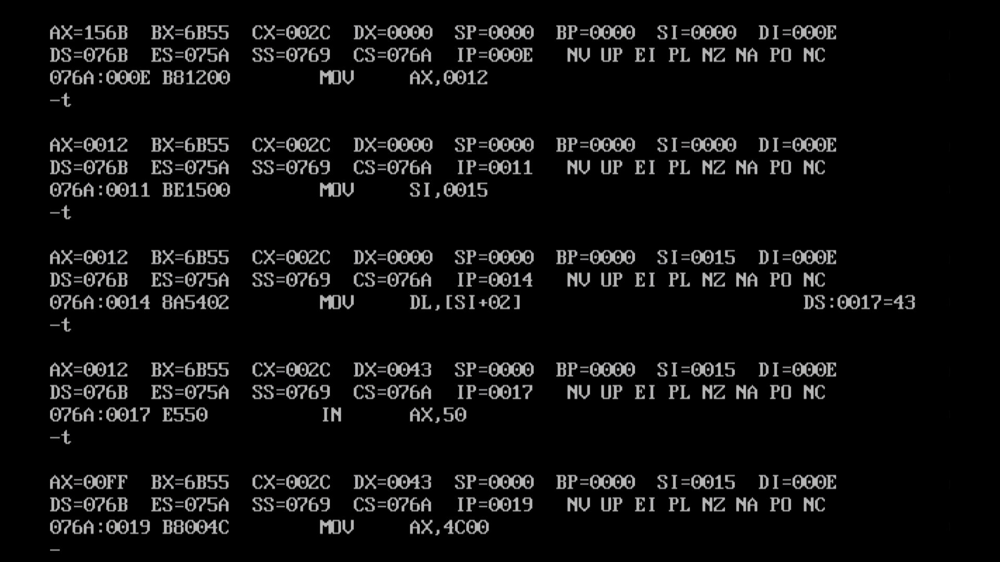 AX=156B  BX=6B55  CX=002C  DX=0000  SP=0000  BP=0000  SI=0000  DI=000E
DS=076B  ES=075A  SS=0769  CS=076A  IP=000E   NV UP EI PL NZ NA PO NC
076A:000E B81200        MOV     AX,0012
-t
AX=0012  BX=6B55  CX=002C  DX=0000  SP=0000  BP=0000  SI=0000  DI=000E
DS=076B  ES=075A  SS=0769  CS=076A  IP=0011   NV UP EI PL NZ NA PO NC
076A:0011 BE1500        MOV     SI,0015
-t
AX=0012  BX=6B55  CX=002C  DX=0000  SP=0000  BP=0000  SI=0015  DI=000E
DS=076B  ES=075A  SS=0769  CS=076A  IP=0014   NV UP EI PL NZ NA PO NC
076A:0014 8A5402        MOV     DL,[SI+02]                         DS:0017=43
-t
AX=0012  BX=6B55  CX=002C  DX=0043  SP=0000  BP=0000  SI=0015  DI=000E
DS=076B  ES=075A  SS=0769  CS=076A  IP=0017   NV UP EI PL NZ NA PO NC
076A:0017 E550          IN      AX,50
-t
AX=00FF  BX=6B55  CX=002C  DX=0043  SP=0000  BP=0000  SI=0015  DI=000E
DS=076B  ES=075A  SS=0769  CS=076A  IP=0019   NV UP EI PL NZ NA PO NC
076A:0019 B8004C        MOV     AX,4C00
-